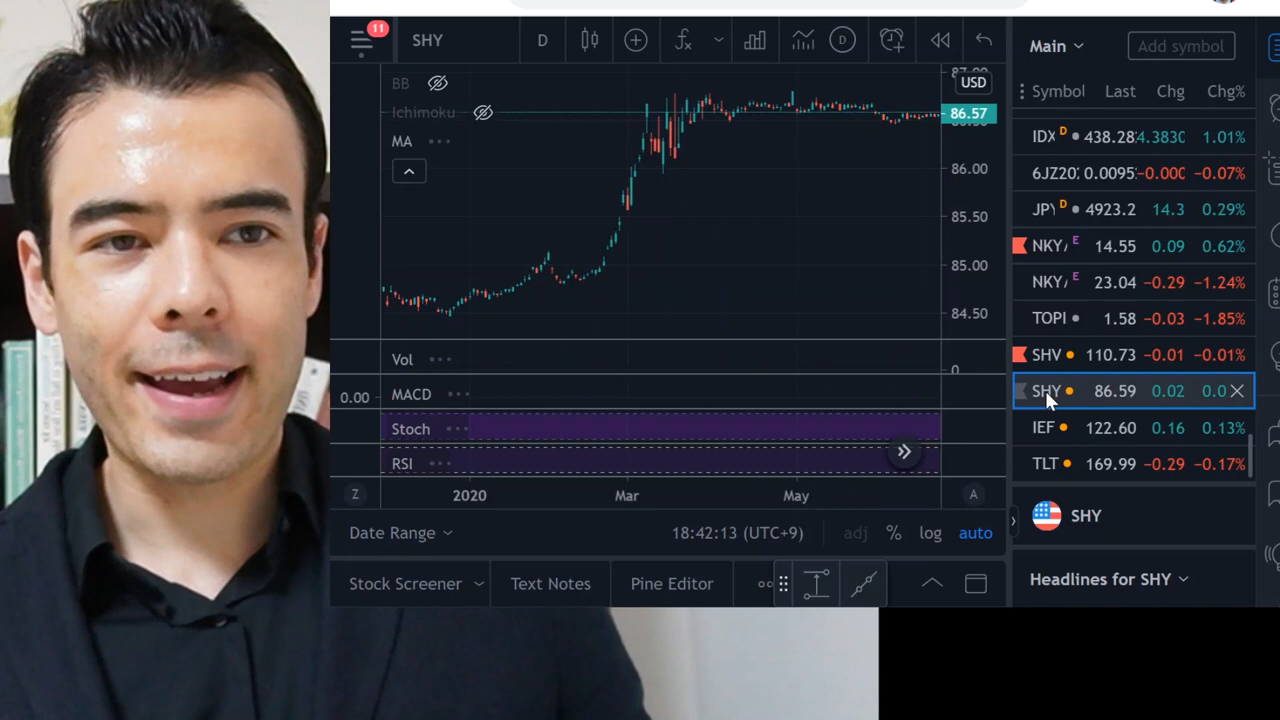 11
SHY
D
D
Main
Add symbol
BB
Ichimoku
MA
87.00
USD
86.57
86.00
85.50
85.00
84.50
Symbol Last Chg Chg%
IDX D 438.28 4.3830 1.01%
6JZ20 0.0095 −0.000 −0.07%
JPY D 4923.2 14.3 0.29%
NKY/ E 14.55 0.09 0.62%
NKY/ E 23.04 −0.29 −1.24%
TOPI 1.58 −0.03 −1.85%
SHV 110.73 −0.01 −0.01%
SHY 86.59 0.02 0.0
IEF 122.60 0.16 0.13%
TLT 169.99 −0.29 −0.17%
Vol
0
0.00 MACD
Stoch
RSI
Z 2020 Mar May A
SHY
Date Range 18:42:13 (UTC+9) adj % log auto
Headlines for SHY
Stock Screener Text Notes Pine Editor